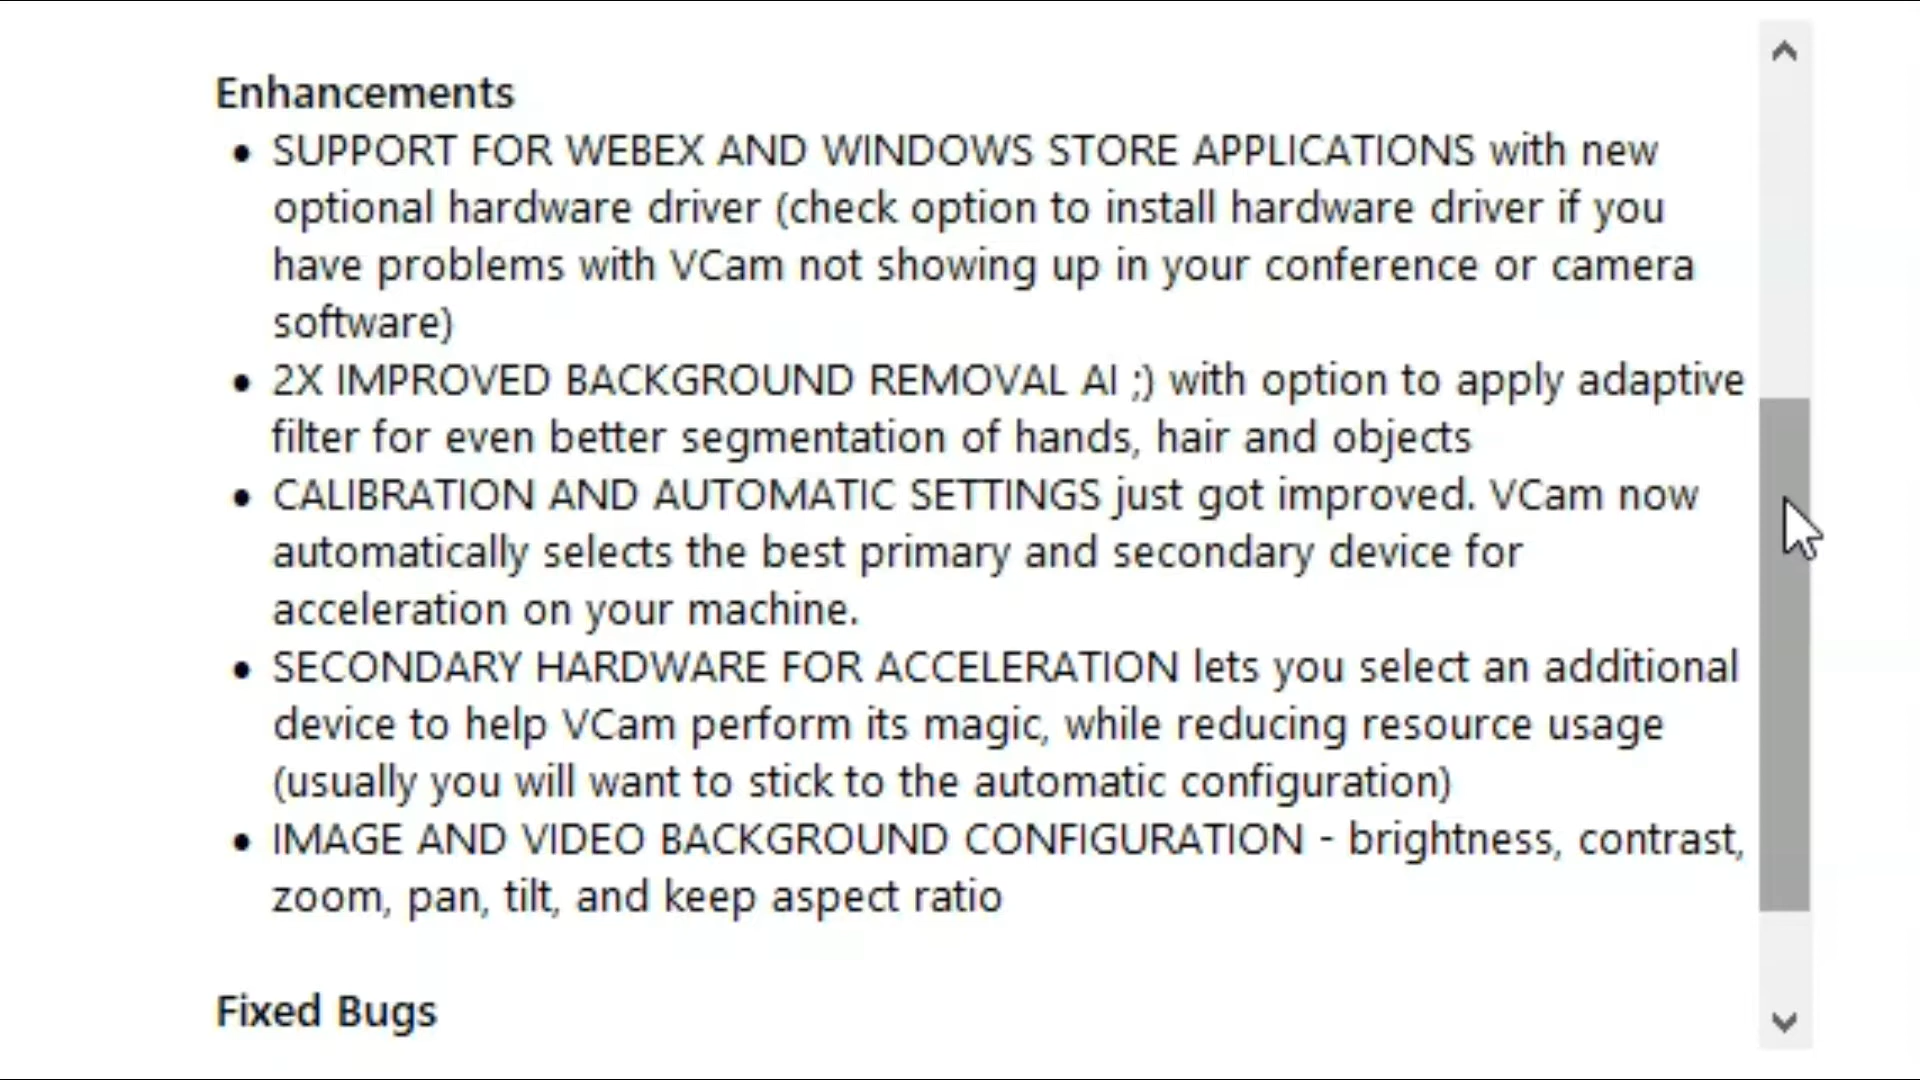 Enhancements
• SUPPORT FOR WEBEX AND WINDOWS STORE APPLICATIONS with new
optional hardware driver (check option to install hardware driver if you
have problems with VCam not showing up in your conference or camera
software)
• 2X IMPROVED BACKGROUND REMOVAL AI ;) with option to apply adaptive
filter for even better segmentation of hands, hair and objects
• CALIBRATION AND AUTOMATIC SETTINGS just got improved. VCam now
automatically selects the best primary and secondary device for
acceleration on your machine.
• SECONDARY HARDWARE FOR ACCELERATION lets you select an additional
device to help VCam perform its magic, while reducing resource usage
(usually you will want to stick to the automatic configuration)
• IMAGE AND VIDEO BACKGROUND CONFIGURATION - brightness, contrast,
zoom, pan, tilt, and keep aspect ratio
Fixed Bugs